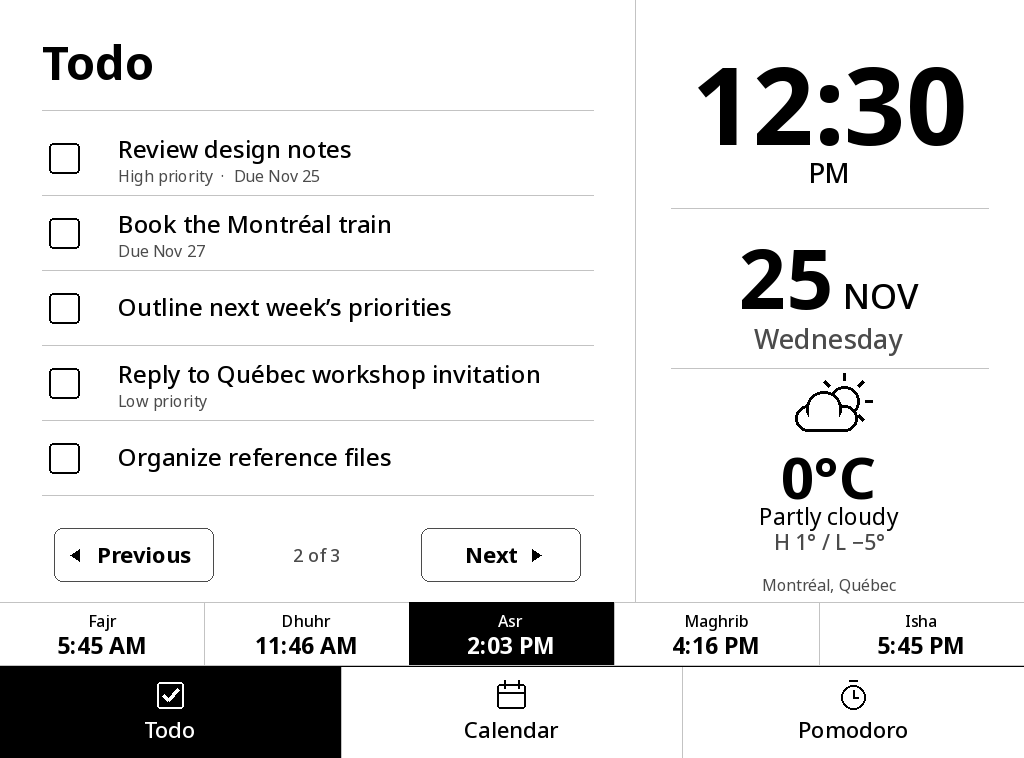 Todo
Review design notes
High priority · Due Nov 25
Book the Montréal train
Due Nov 27
Outline next week’s priorities
Reply to Québec workshop invitation
Low priority
Organize reference files
Previous
2 of 3
Next
12:30
PM
25 NOV
Wednesday
0°C
Partly cloudy
H 1° / L −5°
Montréal, Québec
Fajr
5:45 AM
Dhuhr
11:46 AM
Asr
2:03 PM
Maghrib
4:16 PM
Isha
5:45 PM
Todo
Calendar
Pomodoro